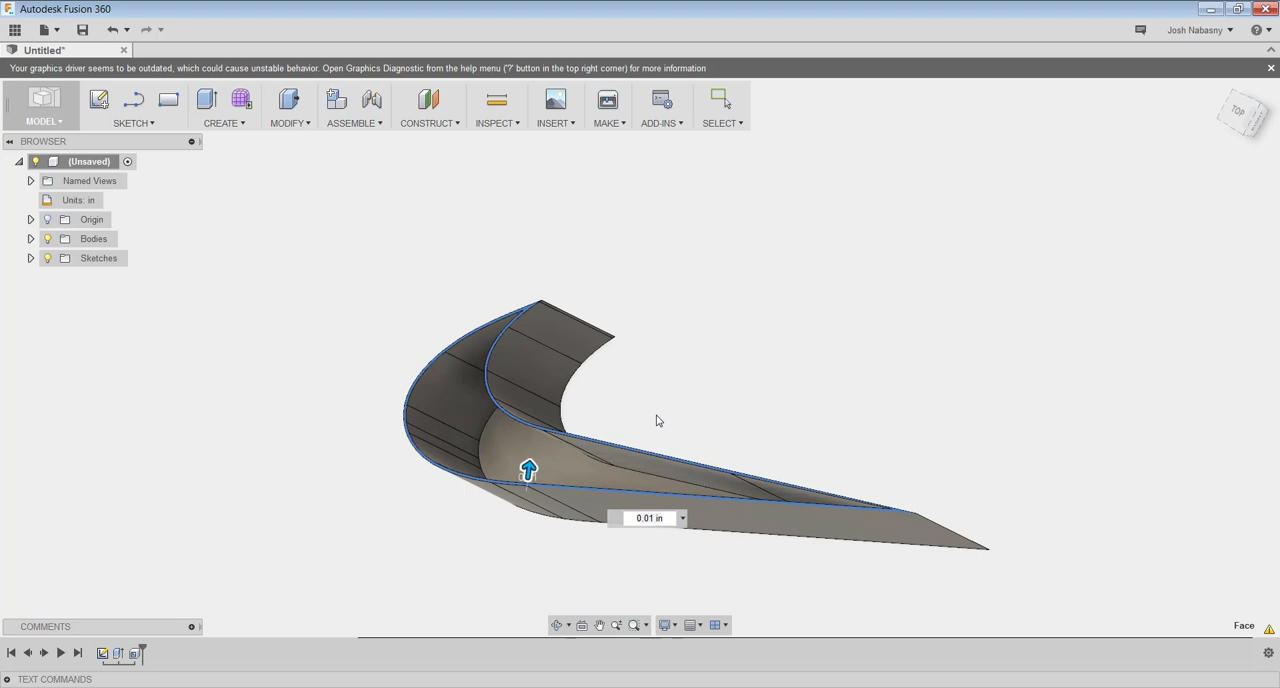 Autodesk Fusion 360
Josh Nabasny
Untitled*
Your graphics driver seems to be outdated, which could cause unstable behavior. Open Graphics Diagnostic from the help menu ('?' button in the top right corner) for more information
MODEL
SKETCH
CREATE
MODIFY
ASSEMBLE
CONSTRUCT
INSPECT
INSERT
MAKE
ADD-INS
SELECT
TOP
BROWSER
(Unsaved)
Named Views
Units: in
Origin
Bodies
Sketches
0.01 in
COMMENTS
Face
TEXT COMMANDS